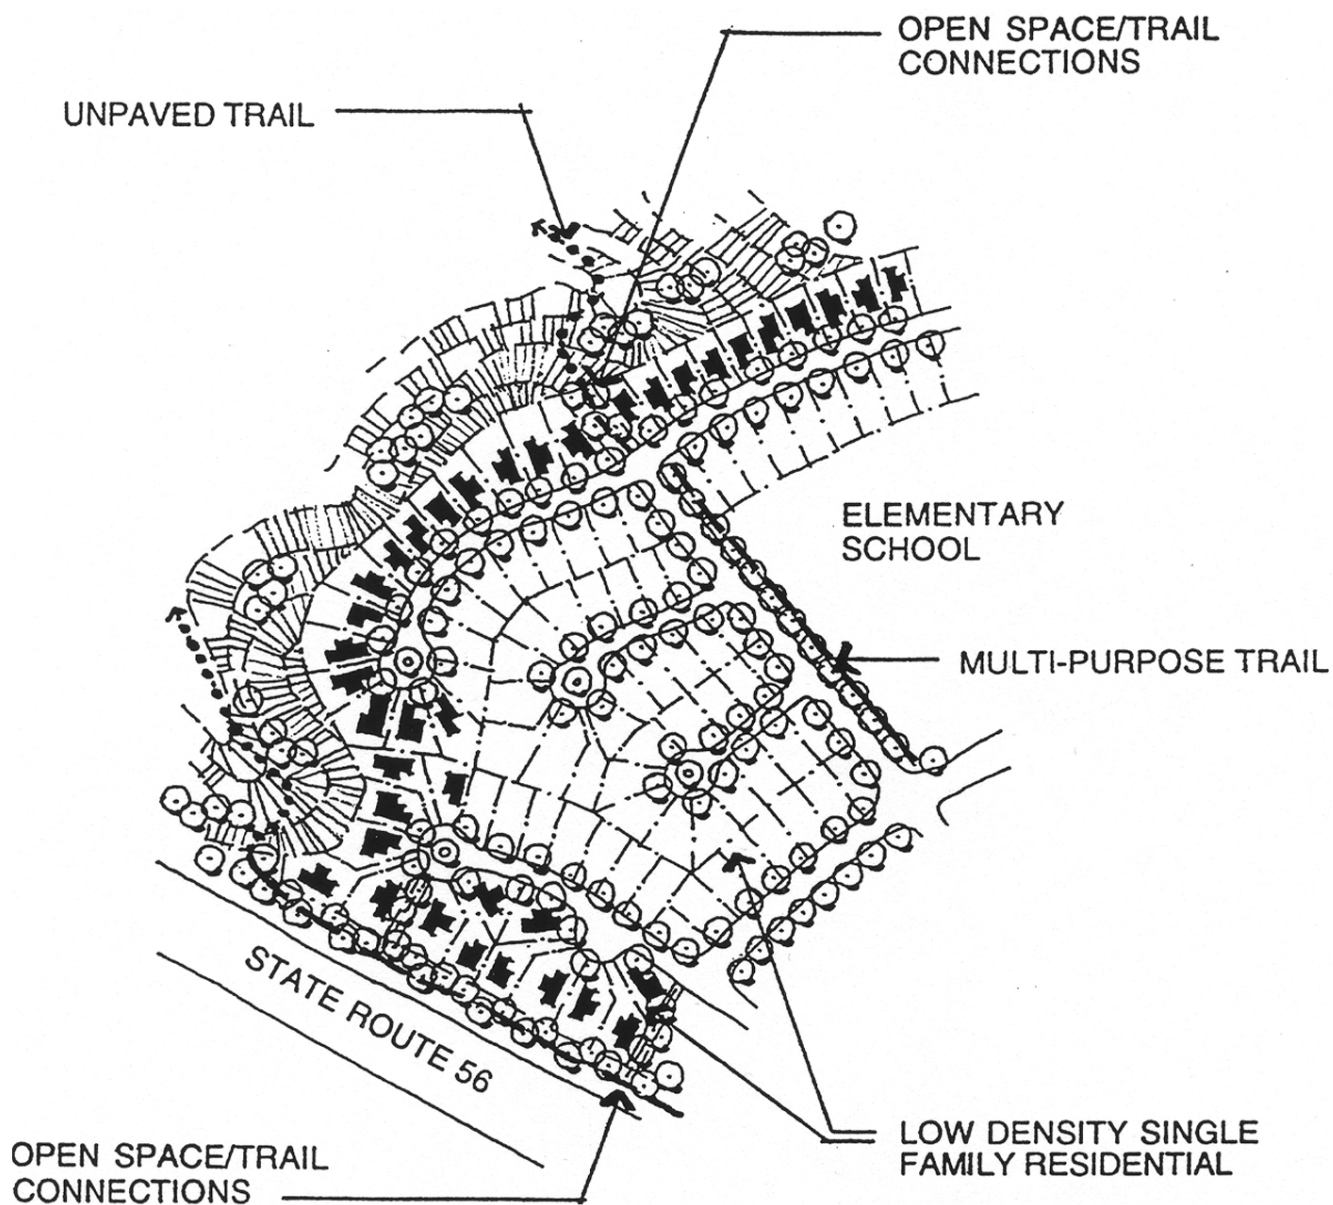 OPEN SPACE/TRAIL
CONNECTIONS
UNPAVED TRAIL
ELEMENTARY
SCHOOL
MULTI-PURPOSE TRAIL
STATE ROUTE 56
LOW DENSITY SINGLE
FAMILY RESIDENTIAL
OPEN SPACE/TRAIL
CONNECTIONS